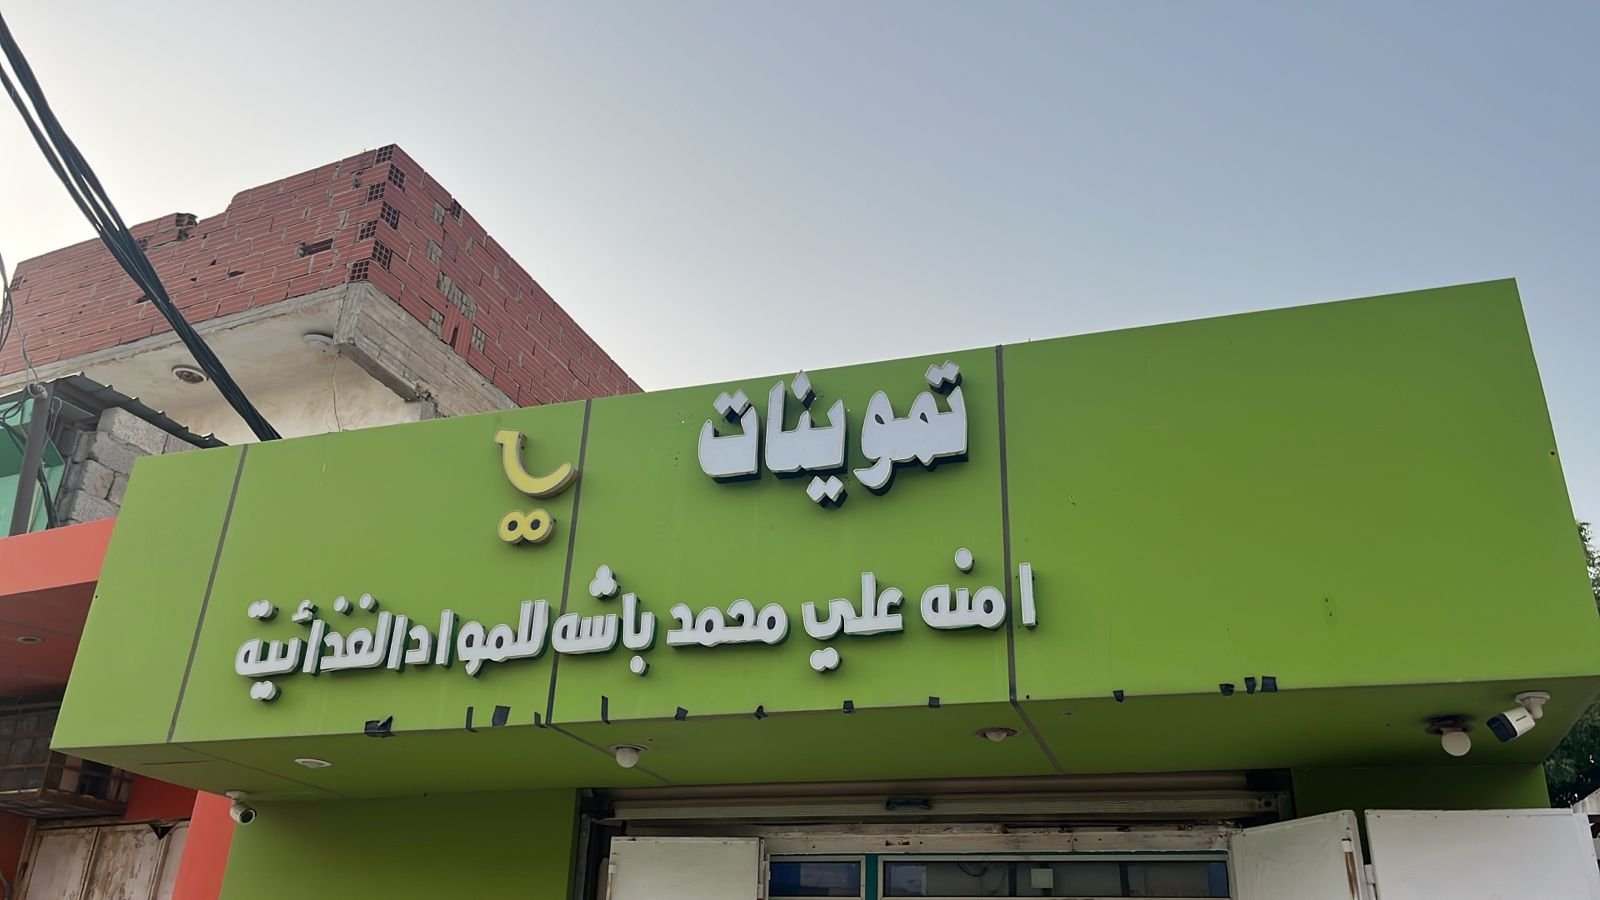 تموينات
امنه علي محمد باشه للمواد الغذائية